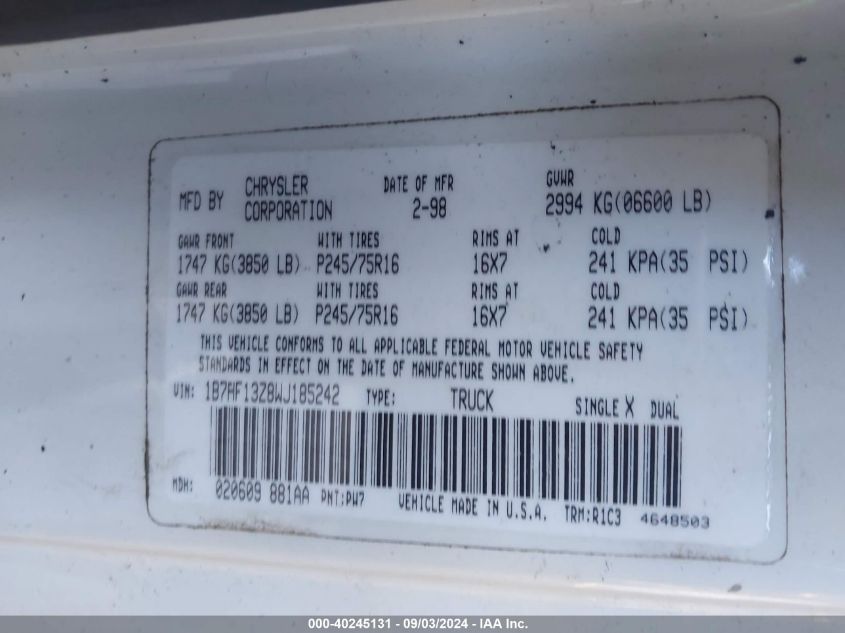 MFD BY CHRYSLER CORPORATION DATE OF MFR 2-98 GVWR 2994 KG(06600 LB)
GAWR FRONT WITH TIRES RIMS AT COLD
1747 KG(3850 LB) P245/75R16 16X7 241 KPA(35 PSI)
GAWR REAR WITH TIRES RIMS AT COLD
1747 KG(3850 LB) P245/75R16 16X7 241 KPA(35 PSI)
THIS VEHICLE CONFORMS TO ALL APPLICABLE FEDERAL MOTOR VEHICLE SAFETY
STANDARDS IN EFFECT ON THE DATE OF MANUFACTURE SHOWN ABOVE.
VIN: 1B7HF13Z8WJ185242 TYPE: TRUCK SINGLE X DUAL
MDH: 020609 881AA PNT:PW7 VEHICLE MADE IN U.S.A. TRM:R1C3 4648503
000-40245131 - 09/03/2024 - IAA Inc.